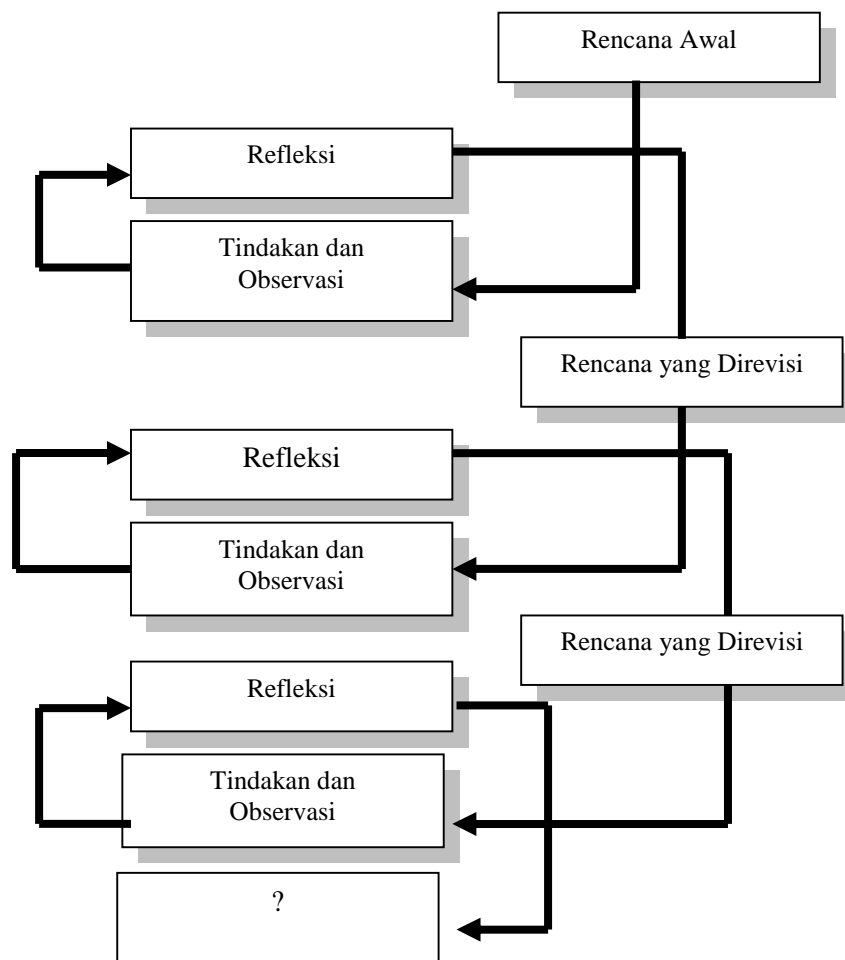 Rencana Awal
Refleksi
Tindakan dan
Observasi
Rencana yang Direvisi
Refleksi
Tindakan dan
Observasi
Rencana yang Direvisi
Refleksi
Tindakan dan
Observasi
?